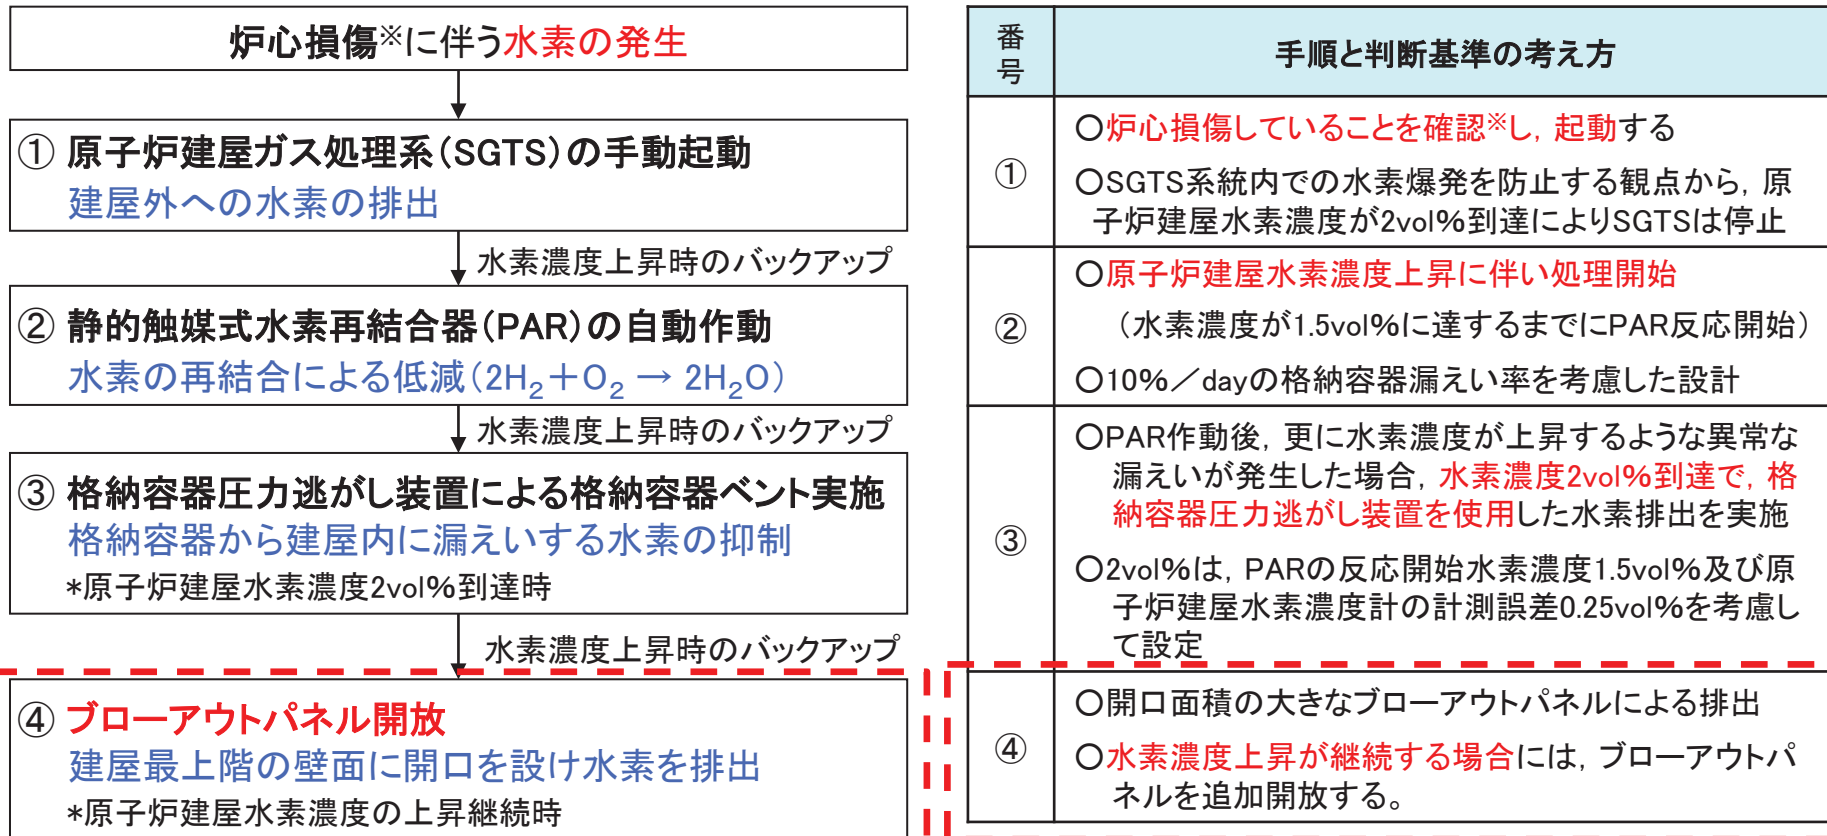 炉心損傷※に伴う水素の発生
① 原子炉建屋ガス処理系(SGTS)の手動起動
建屋外への水素の排出
水素濃度上昇時のバックアップ
② 静的触媒式水素再結合器(PAR)の自動作動
水素の再結合による低減(2H₂+O₂ → 2H₂O)
水素濃度上昇時のバックアップ
③ 格納容器圧力逃がし装置による格納容器ベント実施
格納容器から建屋内に漏えいする水素の抑制
*原子炉建屋水素濃度2vol%到達時
水素濃度上昇時のバックアップ
④ ブローアウトパネル開放
建屋最上階の壁面に開口を設け水素を排出
*原子炉建屋水素濃度の上昇継続時
番
号
手順と判断基準の考え方
①
○炉心損傷していることを確認※し,起動する
○SGTS系統内での水素爆発を防止する観点から,原
子炉建屋水素濃度が2vol%到達によりSGTSは停止
②
○原子炉建屋水素濃度上昇に伴い処理開始
(水素濃度が1.5vol%に達するまでにPAR反応開始)
○10%/dayの格納容器漏えい率を考慮した設計
③
○PAR作動後,更に水素濃度が上昇するような異常な
漏えいが発生した場合,水素濃度2vol%到達で,格
納容器圧力逃がし装置を使用した水素排出を実施
○2vol%は,PARの反応開始水素濃度1.5vol%及び原
子炉建屋水素濃度計の計測誤差0.25vol%を考慮し
て設定
④
○開口面積の大きなブローアウトパネルによる排出
○水素濃度上昇が継続する場合には,ブローアウトパ
ネルを追加開放する。